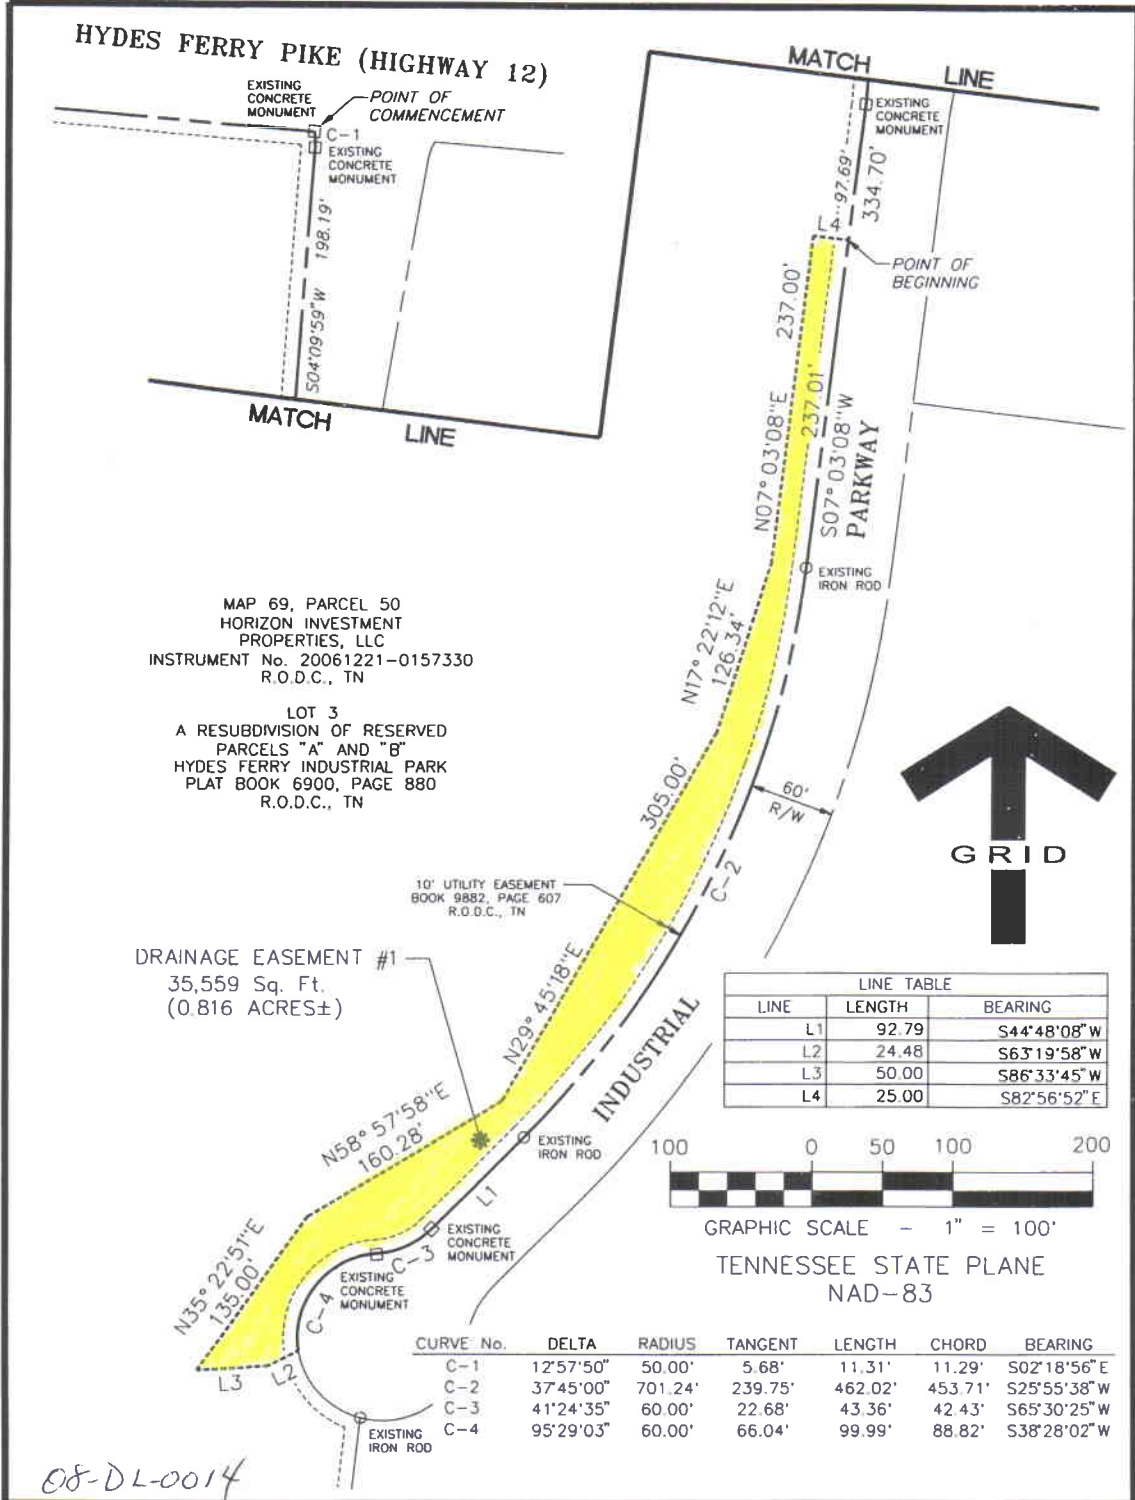 HYDES FERRY PIKE (HIGHWAY 12)
EXISTING
CONCRETE
MONUMENT
POINT OF
COMMENCEMENT
C-1
EXISTING
CONCRETE
MONUMENT
S04°09'59"W 198.19'
MATCH LINE
MATCH LINE
EXISTING
CONCRETE
MONUMENT
97.69'
334.70'
L4
POINT OF
BEGINNING
237.00'
N07°03'08"E
237.01'
S07°03'08"W
PARKWAY
EXISTING
IRON ROD
N17°22'12"E
126.34'
MAP 69, PARCEL 50
HORIZON INVESTMENT
PROPERTIES, LLC
INSTRUMENT No. 20061221-0157330
R.O.D.C., TN
LOT 3
A RESUBDIVISION OF RESERVED
PARCELS "A" AND "B"
HYDES FERRY INDUSTRIAL PARK
PLAT BOOK 6900, PAGE 880
R.O.D.C., TN
305.00'
60'
R/W
GRID
C-2
10' UTILITY EASEMENT
BOOK 9882, PAGE 607
R.O.D.C., TN
DRAINAGE EASEMENT #1
35,559 Sq. Ft.
(0.816 ACRES±)
N29°45'18"E
INDUSTRIAL
LINE TABLE
LINE LENGTH BEARING
L1 92.79 S44°48'08"W
L2 24.48 S63°19'58"W
L3 50.00 S86°33'45"W
L4 25.00 S82°56'52"E
N58°57'58"E
160.28'
EXISTING
IRON ROD
100 0 50 100 200
GRAPHIC SCALE - 1" = 100'
TENNESSEE STATE PLANE
NAD-83
L1
EXISTING
CONCRETE
MONUMENT
C-3
N35°22'51"E
135.00'
EXISTING
CONCRETE
MONUMENT
C-4
L3
L2
CURVE No. DELTA RADIUS TANGENT LENGTH CHORD BEARING
C-1 12°57'50" 50.00' 5.68' 11.31' 11.29' S02°18'56"E
C-2 37°45'00" 701.24' 239.75' 462.02' 453.71' S25°55'38"W
C-3 41°24'35" 60.00' 22.68' 43.36' 42.43' S65°30'25"W
C-4 95°29'03" 60.00' 66.04' 99.99' 88.82' S38°28'02"W
EXISTING
IRON ROD
08-DL-0014